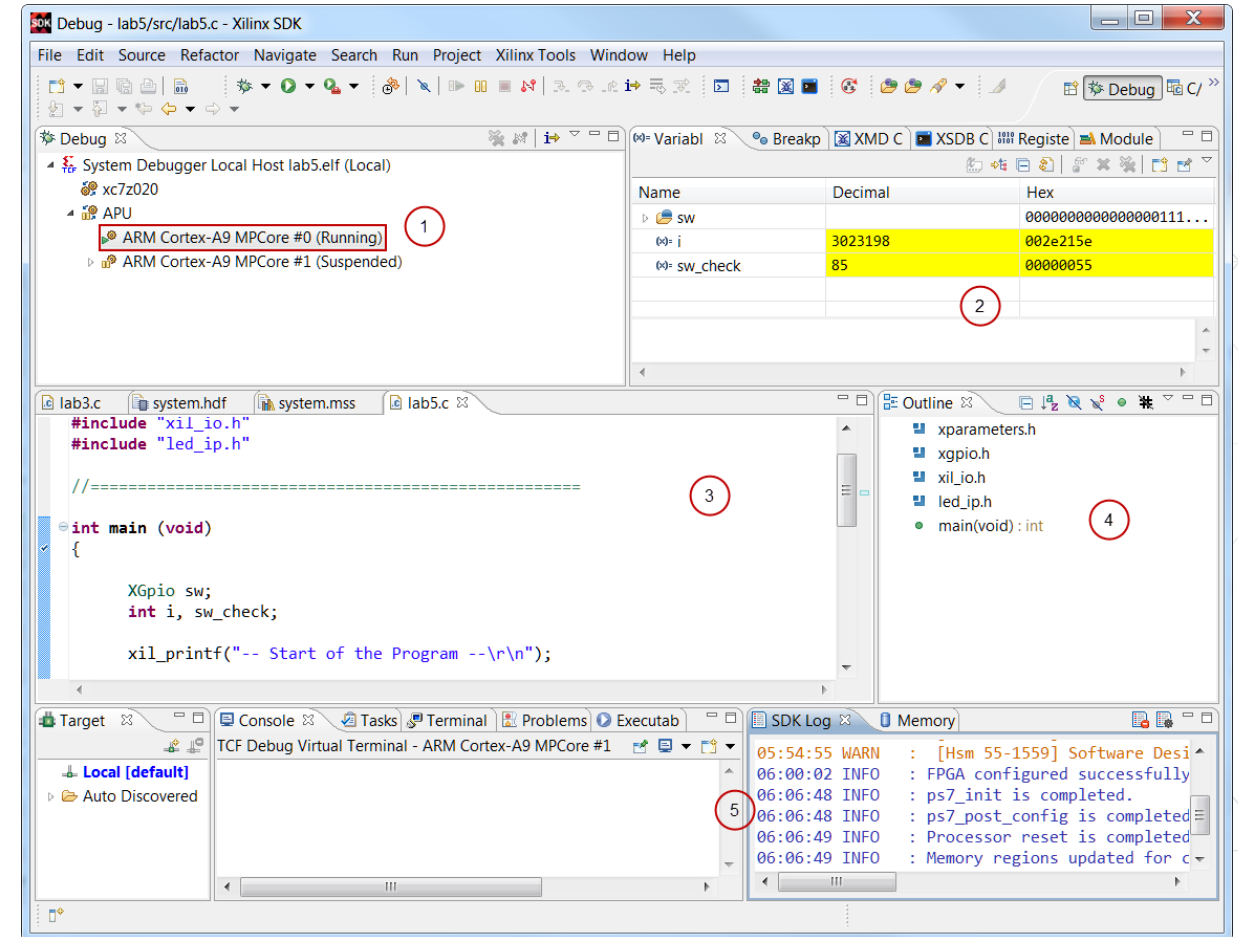 Debug - lab5/src/lab5.c - Xilinx SDK
File Edit Source Refactor Navigate Search Run Project Xilinx Tools Window Help
Debug C/
Debug
System Debugger Local Host lab5.elf (Local)
xc7z020
APU
ARM Cortex-A9 MPCore #0 (Running)
ARM Cortex-A9 MPCore #1 (Suspended)
1
(x)= Variabl Breakp XMD C XSDB C Registe Module
Name Decimal Hex
sw 0000000000000000111...
(x)= i 3023198 002e215e
(x)= sw_check 85 00000055
2
lab3.c system.hdf system.mss lab5.c
#include "xil_io.h"
#include "led_ip.h"
//====================================================
int main (void)
{
XGpio sw;
int i, sw_check;
xil_printf("-- Start of the Program --\r\n");
3
Outline
xparameters.h
xgpio.h
xil_io.h
led_ip.h
main(void) : int
4
Target
Local [default]
Auto Discovered
Console Tasks Terminal Problems Executab
TCF Debug Virtual Terminal - ARM Cortex-A9 MPCore #1
5
SDK Log Memory
05:54:55 WARN : [Hsm 55-1559] Software Desi
06:00:02 INFO : FPGA configured successfully
06:06:48 INFO : ps7_init is completed.
06:06:48 INFO : ps7_post_config is completed
06:06:49 INFO : Processor reset is completed
06:06:49 INFO : Memory regions updated for c